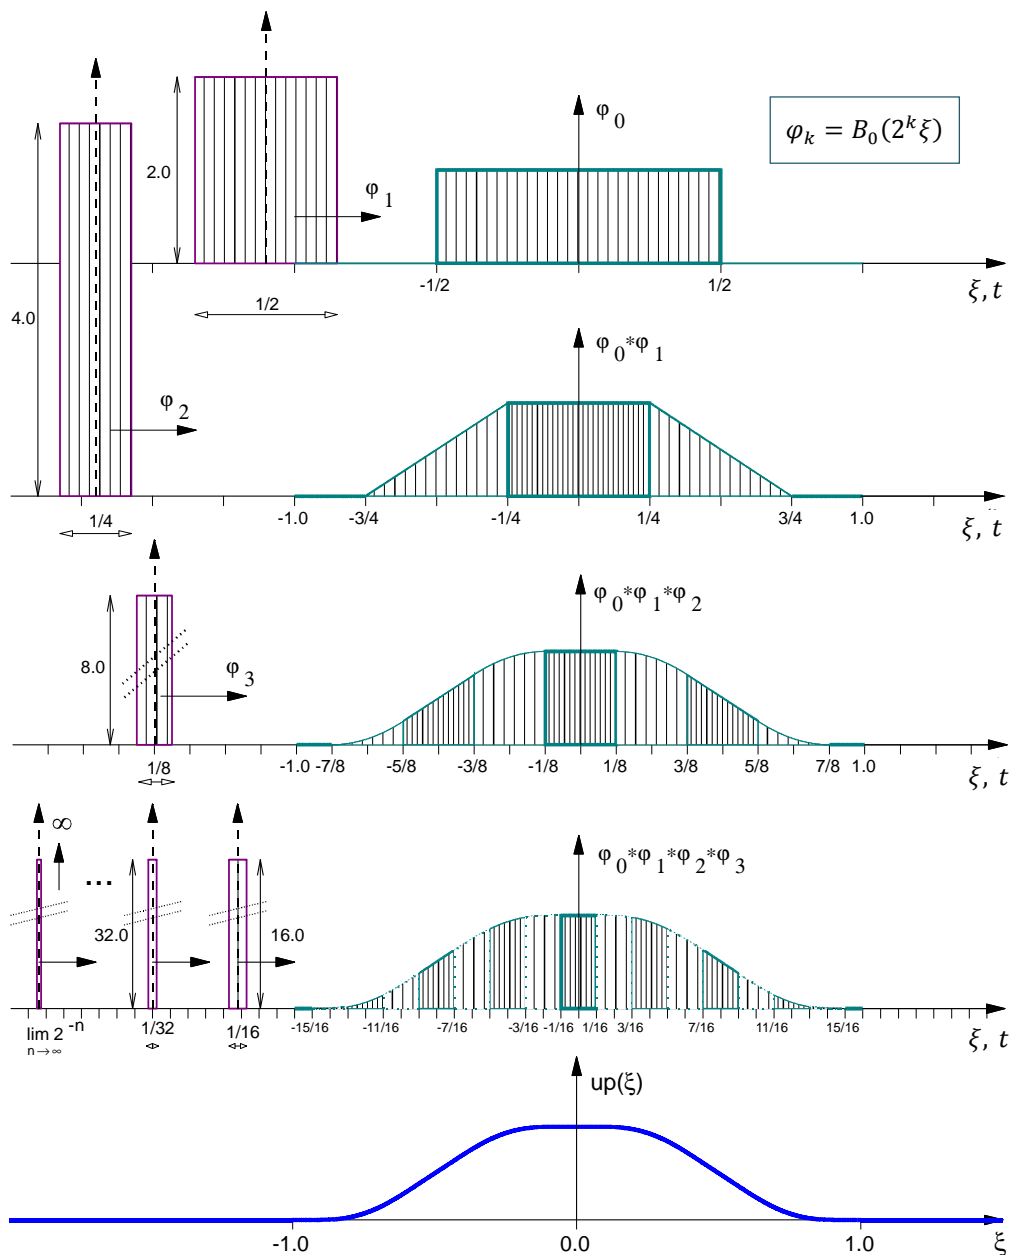 φ₀
φₖ = B₀(2ᵏξ)
2.0
φ₁
-1/2
1/2
ξ, t
1/2
4.0
φ₀*φ₁
φ₂
1/4
-1.0
-3/4
-1/4
1/4
3/4
1.0
ξ, t
φ₀*φ₁*φ₂
8.0
φ₃
1/8
-1.0
-7/8
-5/8
-3/8
-1/8
1/8
3/8
5/8
7/8
1.0
ξ, t
∞
...
φ₀*φ₁*φ₂*φ₃
32.0
16.0
lim 2⁻ⁿ
n→∞
1/32
1/16
-15/16
-11/16
-7/16
-3/16
-1/16
1/16
3/16
7/16
11/16
15/16
ξ, t
up(ξ)
-1.0
0.0
1.0
ξ